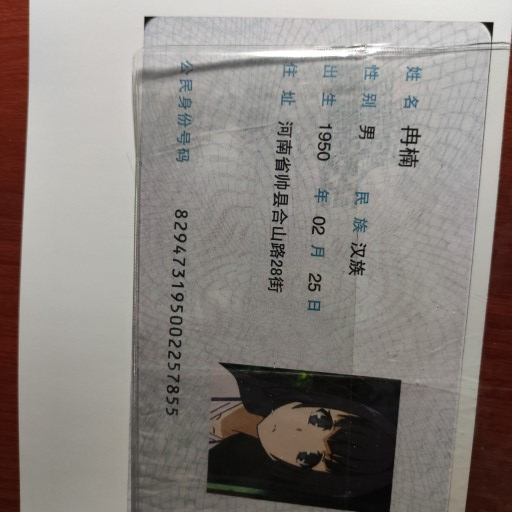 姓名 冉楠
性别 男 民族 汉族
出生 1950 年 02 月 25 日
住址 河南省帅县合山路28街
公民身份号码 829473195002257855